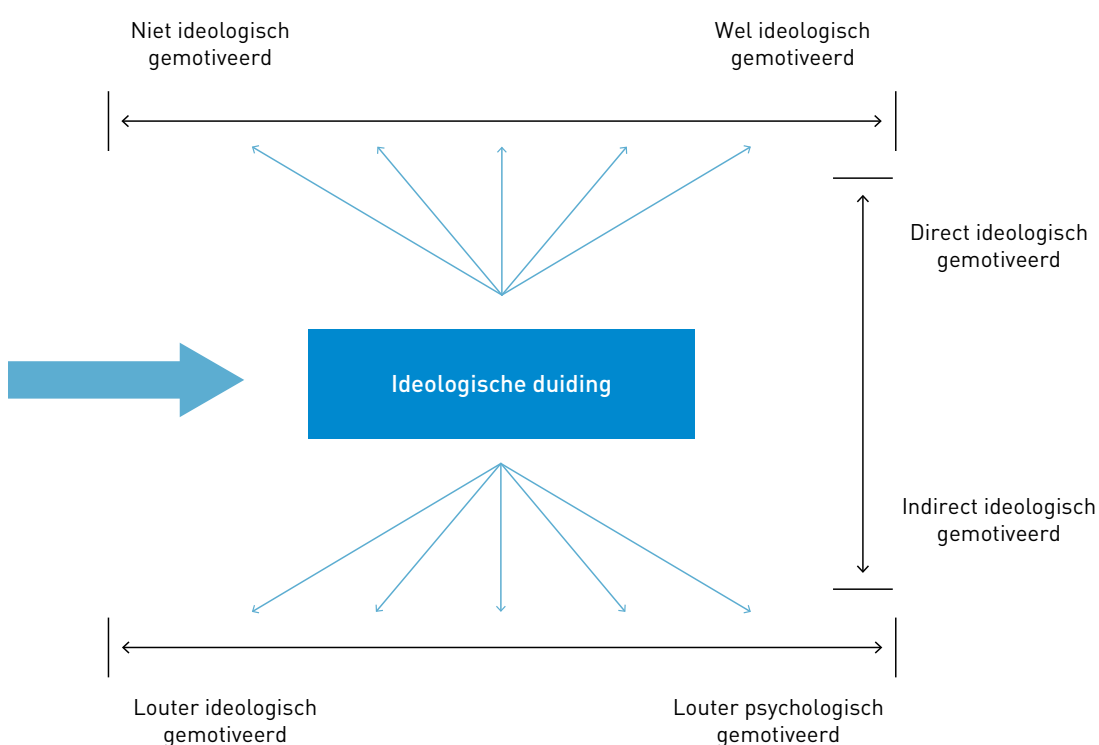 Niet ideologisch
gemotiveerd
Wel ideologisch
gemotiveerd
Direct ideologisch
gemotiveerd
Ideologische duiding
Indirect ideologisch
gemotiveerd
Louter ideologisch
gemotiveerd
Louter psychologisch
gemotiveerd